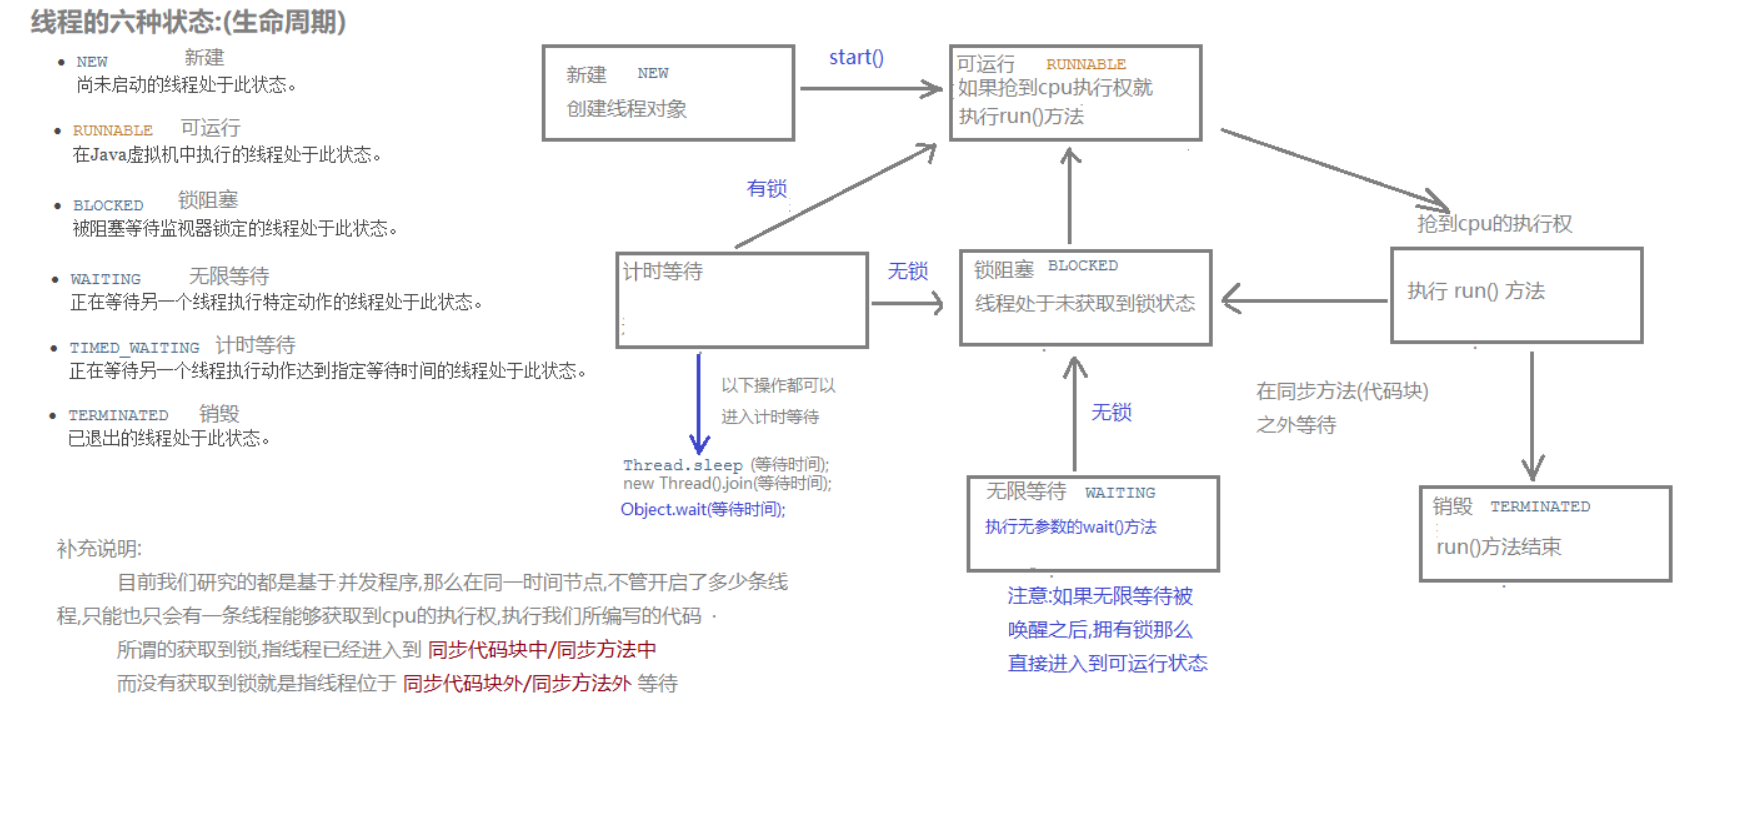 线程的六种状态:(生命周期)
NEW 新建
尚未启动的线程处于此状态。
RUNNABLE 可运行
在Java虚拟机中执行的线程处于此状态。
BLOCKED 锁阻塞
被阻塞等待监视器锁定的线程处于此状态。
WAITING 无限等待
正在等待另一个线程执行特定动作的线程处于此状态。
TIMED_WAITING 计时等待
正在等待另一个线程执行动作达到指定等待时间的线程处于此状态。
TERMINATED 销毁
已退出的线程处于此状态。
新建 NEW
创建线程对象
start()
可运行 RUNNABLE
如果抢到cpu执行权就
执行run()方法
有锁
抢到cpu的执行权
计时等待
无锁
锁阻塞 BLOCKED
线程处于未获取到锁状态
执行 run() 方法
以下操作都可以
进入计时等待
Thread.sleep (等待时间);
new Thread().join(等待时间);
Object.wait(等待时间);
无锁
在同步方法(代码块)
之外等待
无限等待 WAITING
执行无参数的wait()方法
销毁 TERMINATED
run()方法结束
注意:如果无限等待被
唤醒之后,拥有锁那么
直接进入到可运行状态
补充说明:
目前我们研究的都是基于并发程序,那么在同一时间节点,不管开启了多少条线
程,只能也只会有一条线程能够获取到cpu的执行权,执行我们所编写的代码
所谓的获取到锁,指线程已经进入到 同步代码块中/同步方法中
而没有获取到锁就是指线程位于 同步代码块外/同步方法外 等待